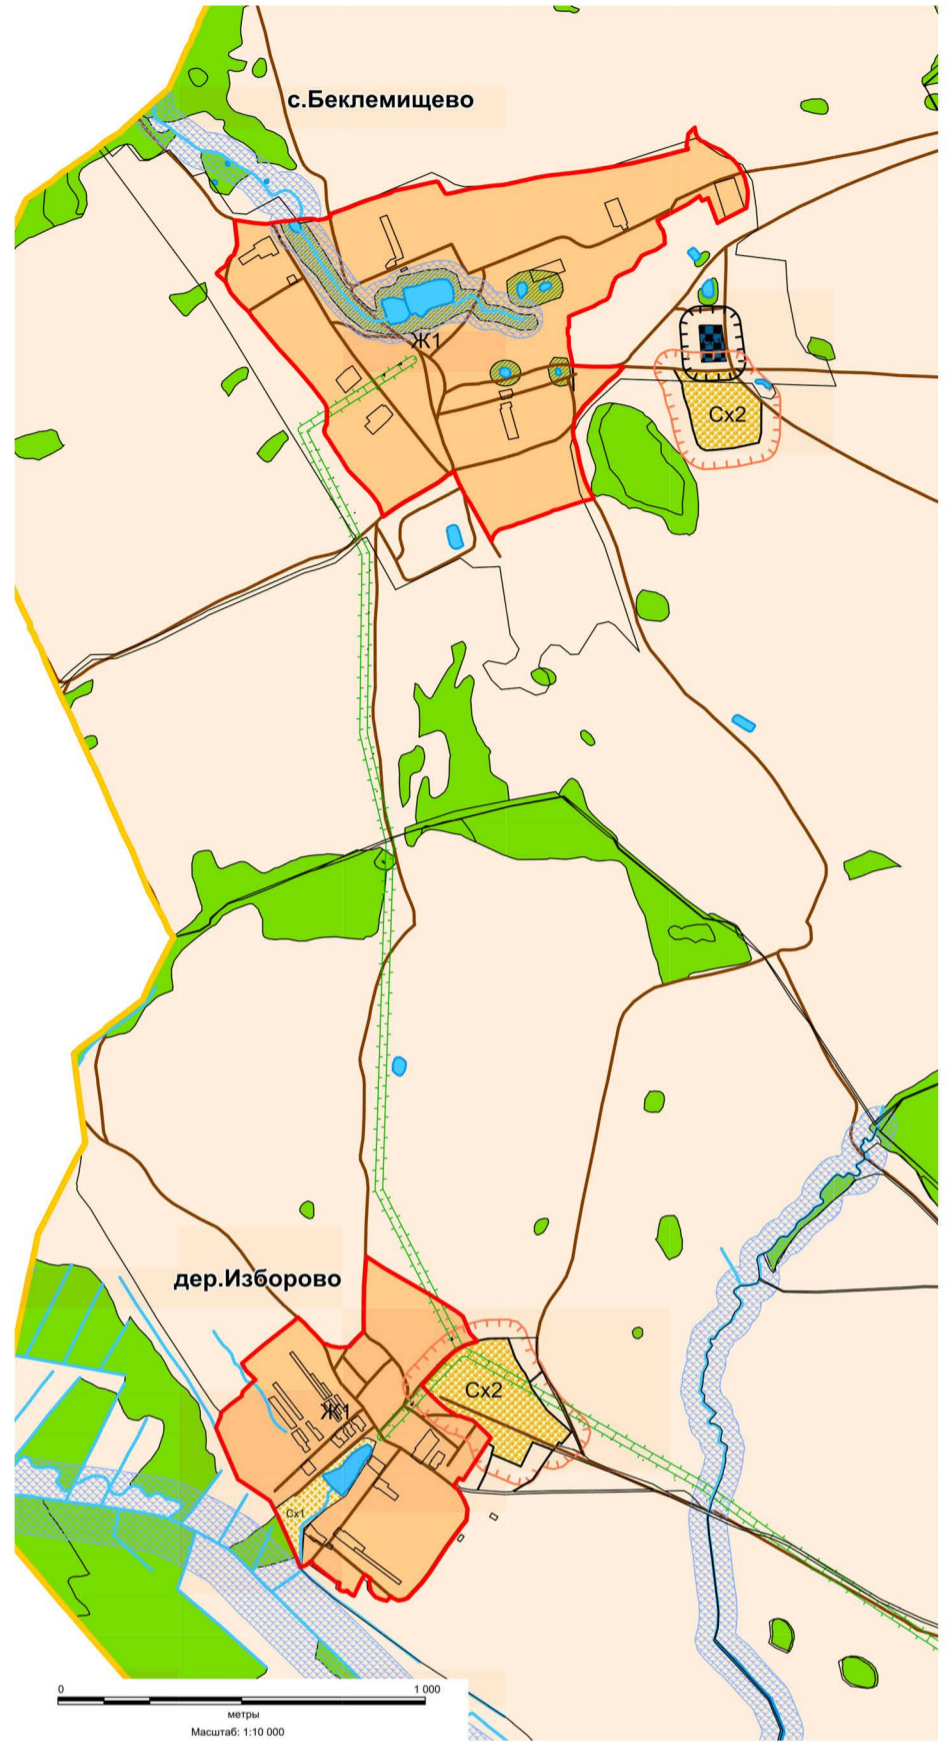 с.Беклемищево
Ж1
Сх2
дер.Изборово
Сх2
Ж1
Сх1
0 1 000
метры
Масштаб: 1:10 000